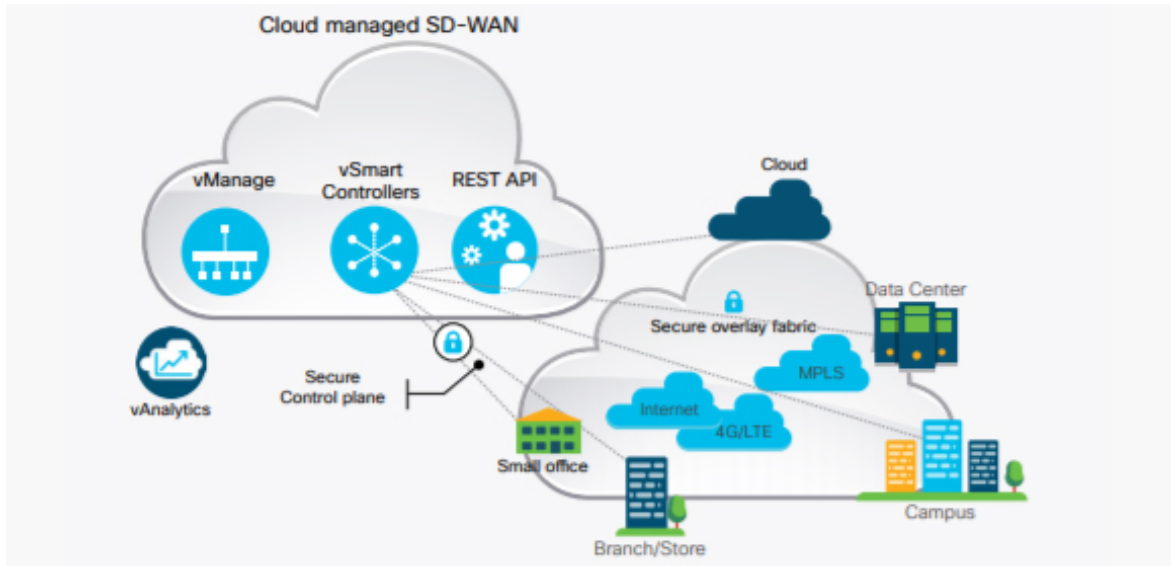 Cloud managed SD-WAN
vManage
vSmart
Controllers
REST API
Cloud
Data Center
Secure overlay fabric
MPLS
Internet
4G/LTE
vAnalytics
Secure
Control plane
Small office
Branch/Store
Campus